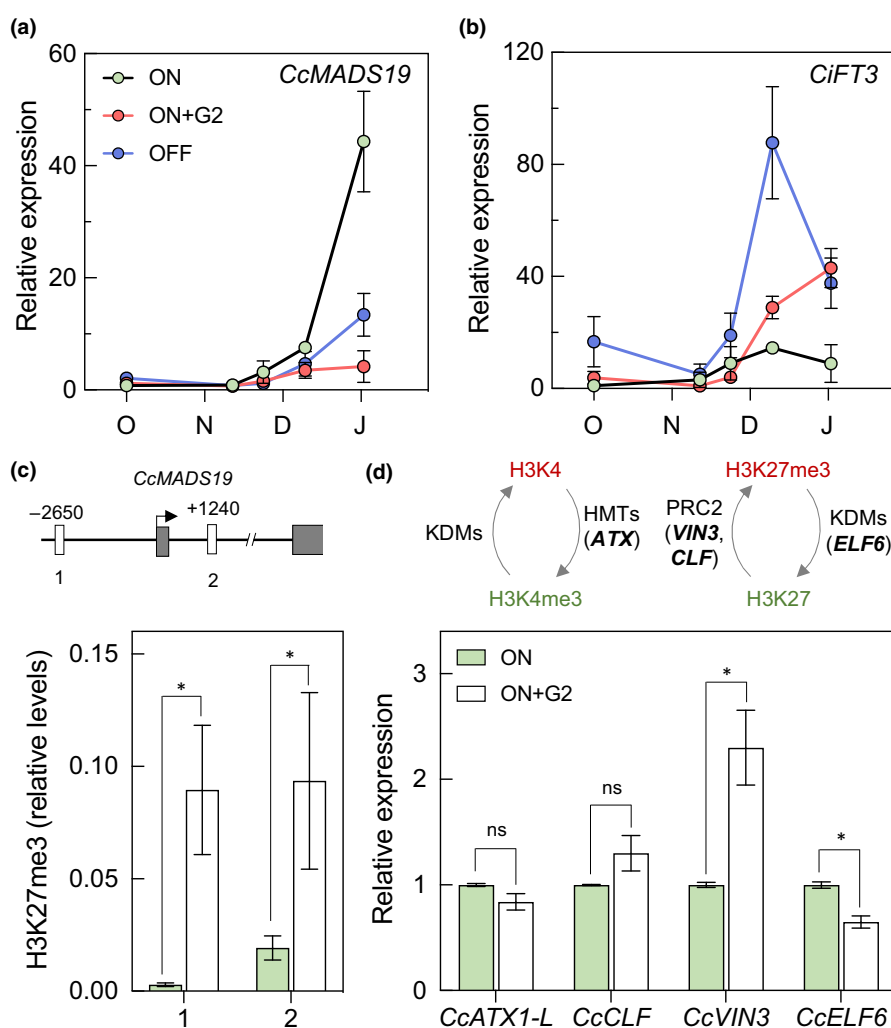 (a)
60
40
20
0
Relative expression
CcMADS19
ON
ON+G2
OFF
O N D J
(b)
120
80
40
0
Relative expression
CiFT3
O N D J
(c)
CcMADS19
–2650
+1240
1
2
0.15
0.10
0.05
0.00
H3K27me3 (relative levels)
*
*
1 2
(d)
H3K4
KDMs
HMTs
(ATX)
H3K4me3
H3K27me3
PRC2
(VIN3,
CLF)
KDMs
(ELF6)
H3K27
3
2
1
0
Relative expression
ON
ON+G2
ns
ns
*
*
CcATX1-L CcCLF CcVIN3 CcELF6